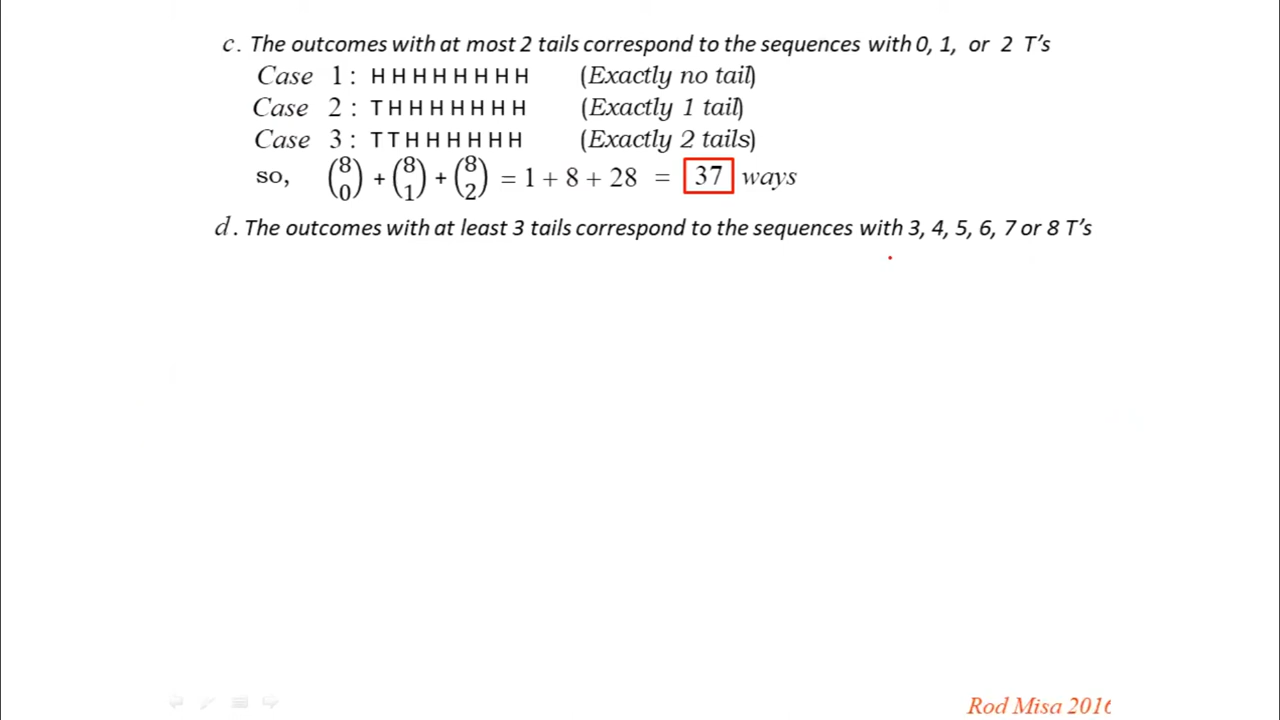 c. The outcomes with at most 2 tails correspond to the sequences with 0, 1, or 2 T's
Case 1: H H H H H H H H (Exactly no tail)
Case 2: T H H H H H H H (Exactly 1 tail)
Case 3: T T H H H H H H (Exactly 2 tails)
so, (8 0) + (8 1) + (8 2) = 1 + 8 + 28 = 37 ways
d. The outcomes with at least 3 tails correspond to the sequences with 3, 4, 5, 6, 7 or 8 T's
Rod Misa 2016